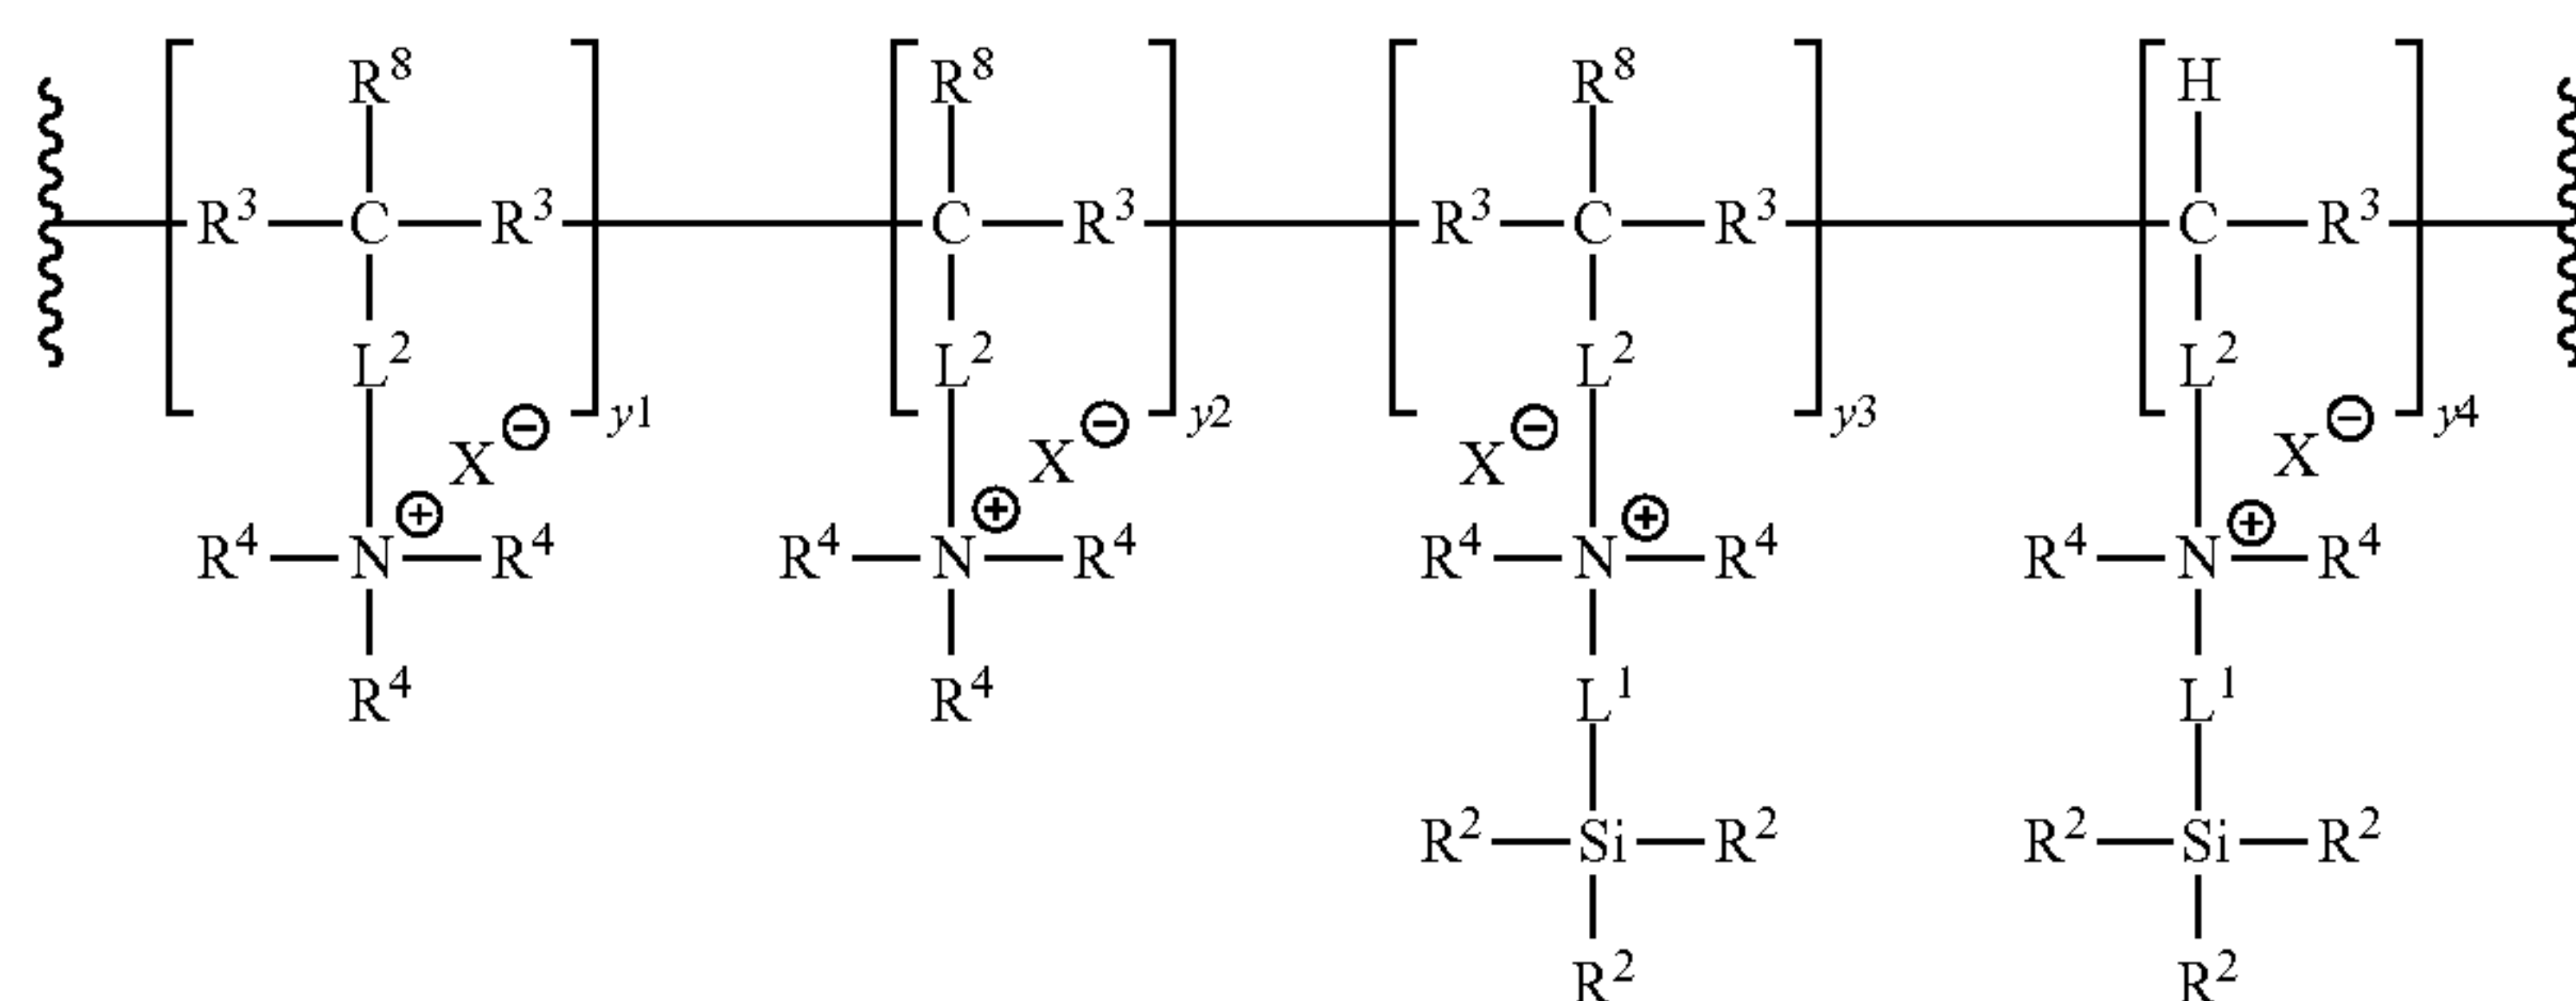 R⁸ R⁸ R⁸ H
R³ C R³ C R³ R³ C R³ C R³
L² L² L² L²
X⊖ y1 X⊖ y2 X⊖ y3 X⊖ y4
⊕ ⊕ ⊕ ⊕
R⁴ N R⁴ R⁴ N R⁴ R⁴ N R⁴ R⁴ N R⁴
R⁴ R⁴ L¹ L¹
R² Si R² R² Si R²
R² R²